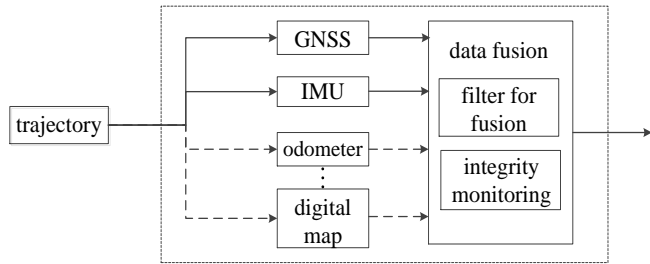 GNSS
data fusion
IMU
filter for
fusion
trajectory
odometer
integrity
monitoring
digital
map